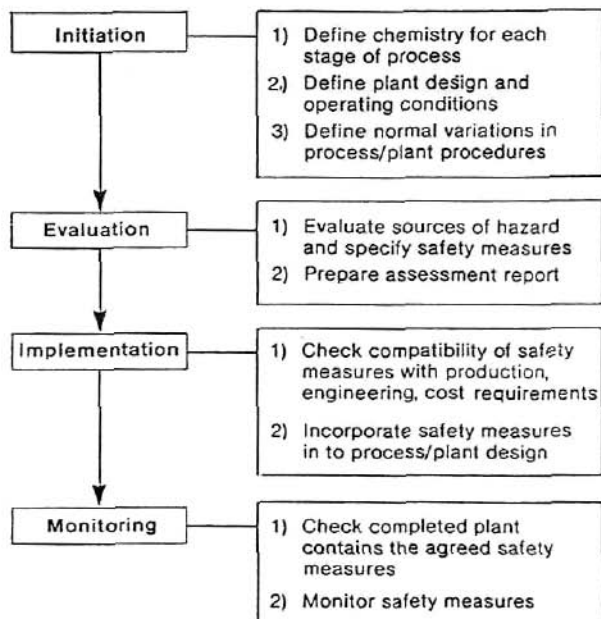 Initiation
1) Define chemistry for each
stage of process
2) Define plant design and
operating conditions
3) Define normal variations in
process/plant procedures
Evaluation
1) Evaluate sources of hazard
and specify safety measures
2) Prepare assessment report
Implementation
1) Check compatibility of safety
measures with production,
engineering, cost requirements
2) Incorporate safety measures
in to process/plant design
Monitoring
1) Check completed plant
contains the agreed safety
measures
2) Monitor safety measures